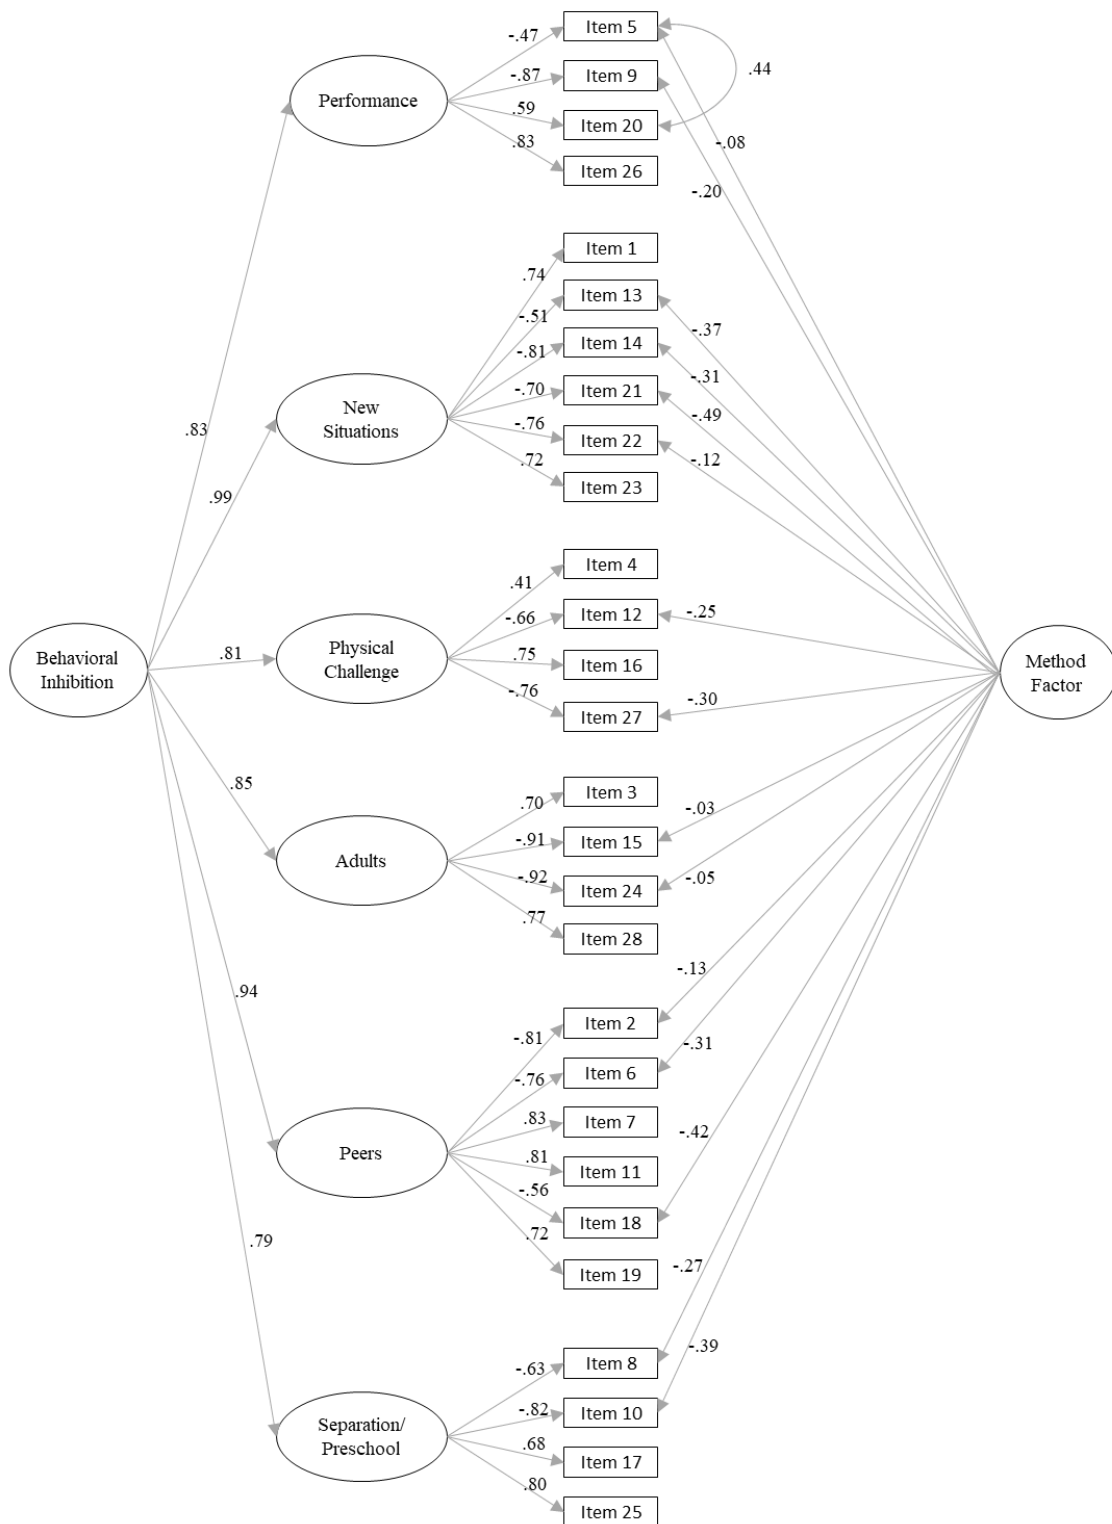 Item 5
-.47
.44
Item 9
-.87
Performance
.59
Item 20
.83
-.08
Item 26
-.20
Item 1
.74
Item 13
-.51
-.37
Item 14
-.81
-.31
-.70
Item 21
New
Situations
-.49
-.76
Item 22
.83
.72
-.12
Item 23
.99
Item 4
.41
-.66
Item 12
-.25
Physical
Challenge
.81
.75
Item 16
Behavioral
Inhibition
Method
Factor
-.76
Item 27
-.30
.85
Item 3
.70
-.03
-.91
Item 15
Adults
-.92
Item 24
-.05
.77
Item 28
-.13
.94
Item 2
-.81
-.31
-.76
Item 6
.83
Item 7
-.42
Peers
.81
Item 11
-.56
Item 18
.72
.79
-.27
Item 19
-.39
-.63
Item 8
-.82
Item 10
Separation/
Preschool
.68
Item 17
.80
Item 25